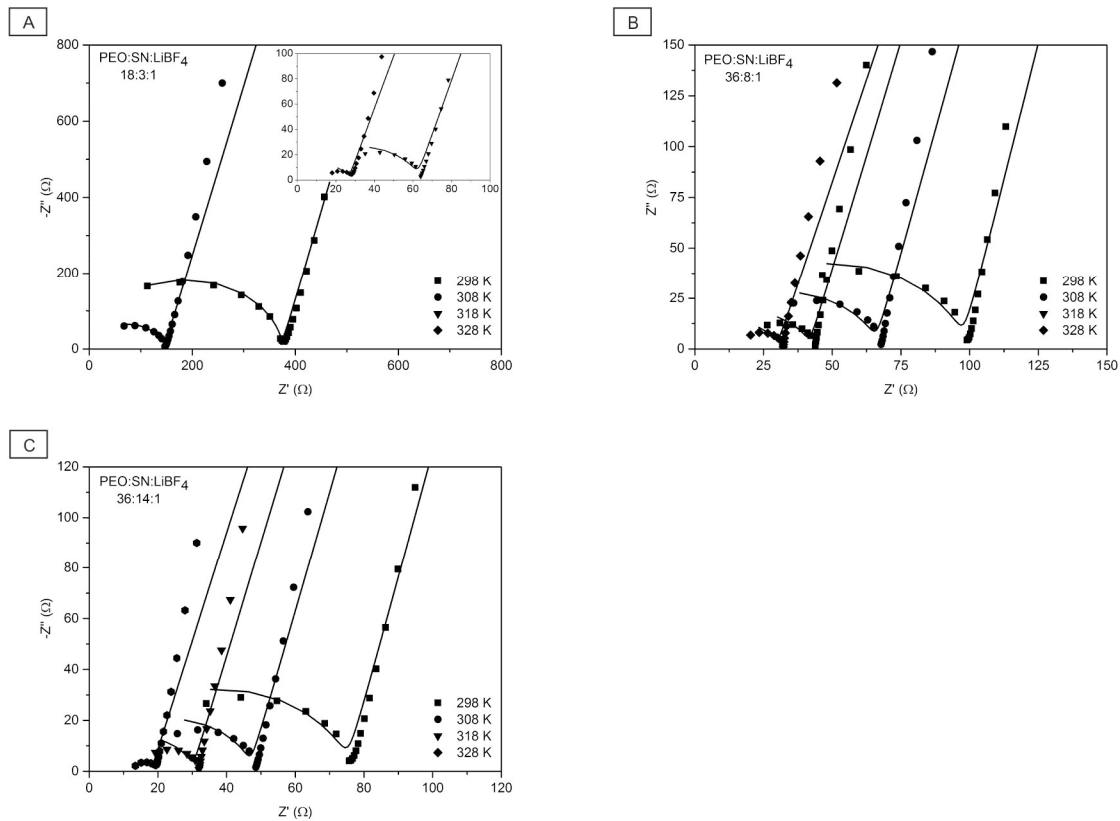 A
PEO:SN:LiBF4
18:3:1
-Z'' (Ω)
800
600
400
200
0
0 200 400 600 800
Z' (Ω)
100
80
60
40
20
0
0 20 40 60 80 100
298 K
308 K
318 K
328 K
B
PEO:SN:LiBF4
36:8:1
Z'' (Ω)
150
125
100
75
50
25
0
0 25 50 75 100 125 150
Z' (Ω)
298 K
308 K
318 K
328 K
C
PEO:SN:LiBF4
36:14:1
-Z'' (Ω)
120
100
80
60
40
20
0
0 20 40 60 80 100 120
Z' (Ω)
298 K
308 K
318 K
328 K